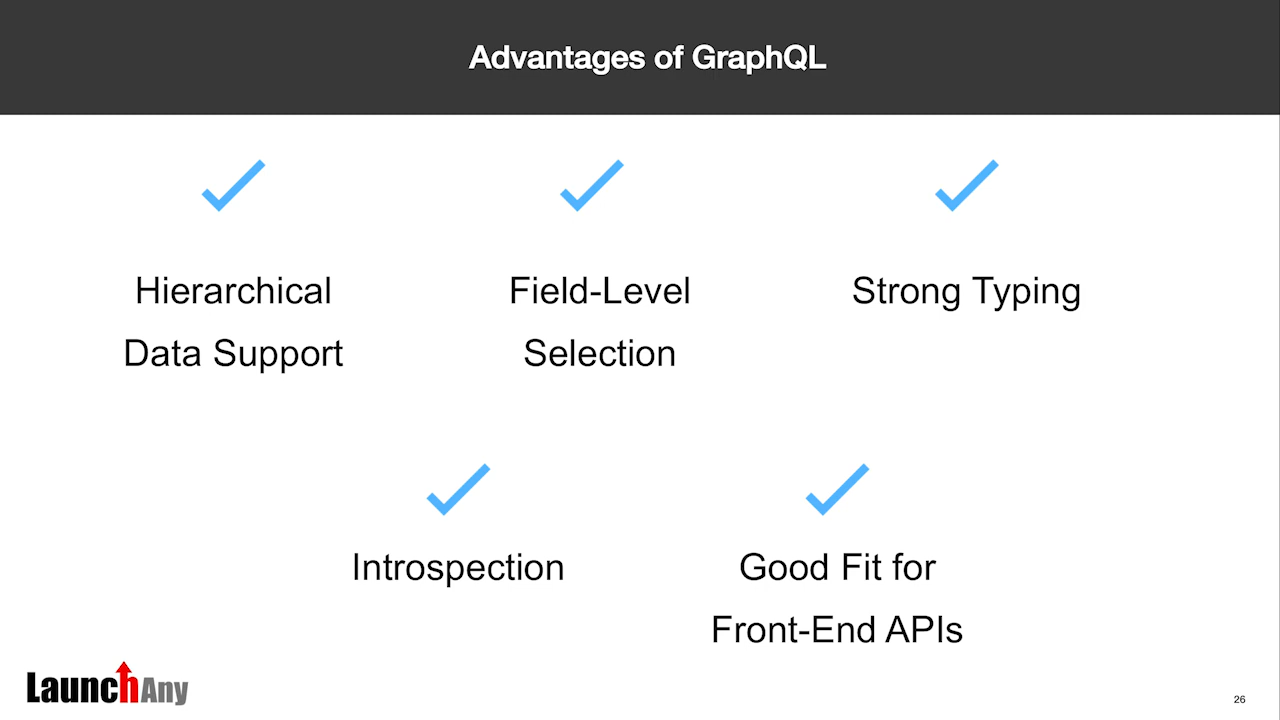 Advantages of GraphQL
Hierarchical
Data Support
Field-Level
Selection
Strong Typing
Introspection
Good Fit for
Front-End APIs
LaunchAny
26